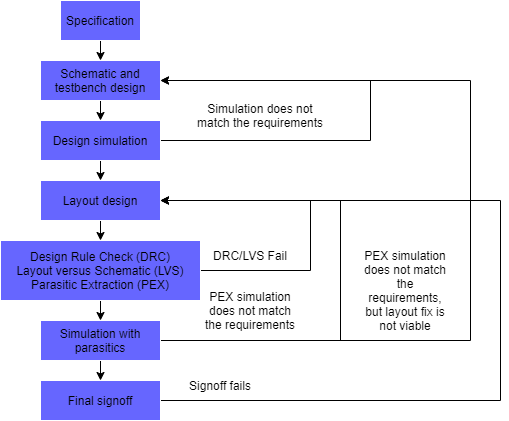 Specification
Schematic and
testbench design
Simulation does not
match the requirements
Design simulation
Layout design
Design Rule Check (DRC)
Layout versus Schematic (LVS)
Parasitic Extraction (PEX)
DRC/LVS Fail
PEX simulation
does not match
the requirements
PEX simulation
does not match
the
requirements,
but layout fix is
not viable
Simulation with
parasitics
Signoff fails
Final signoff